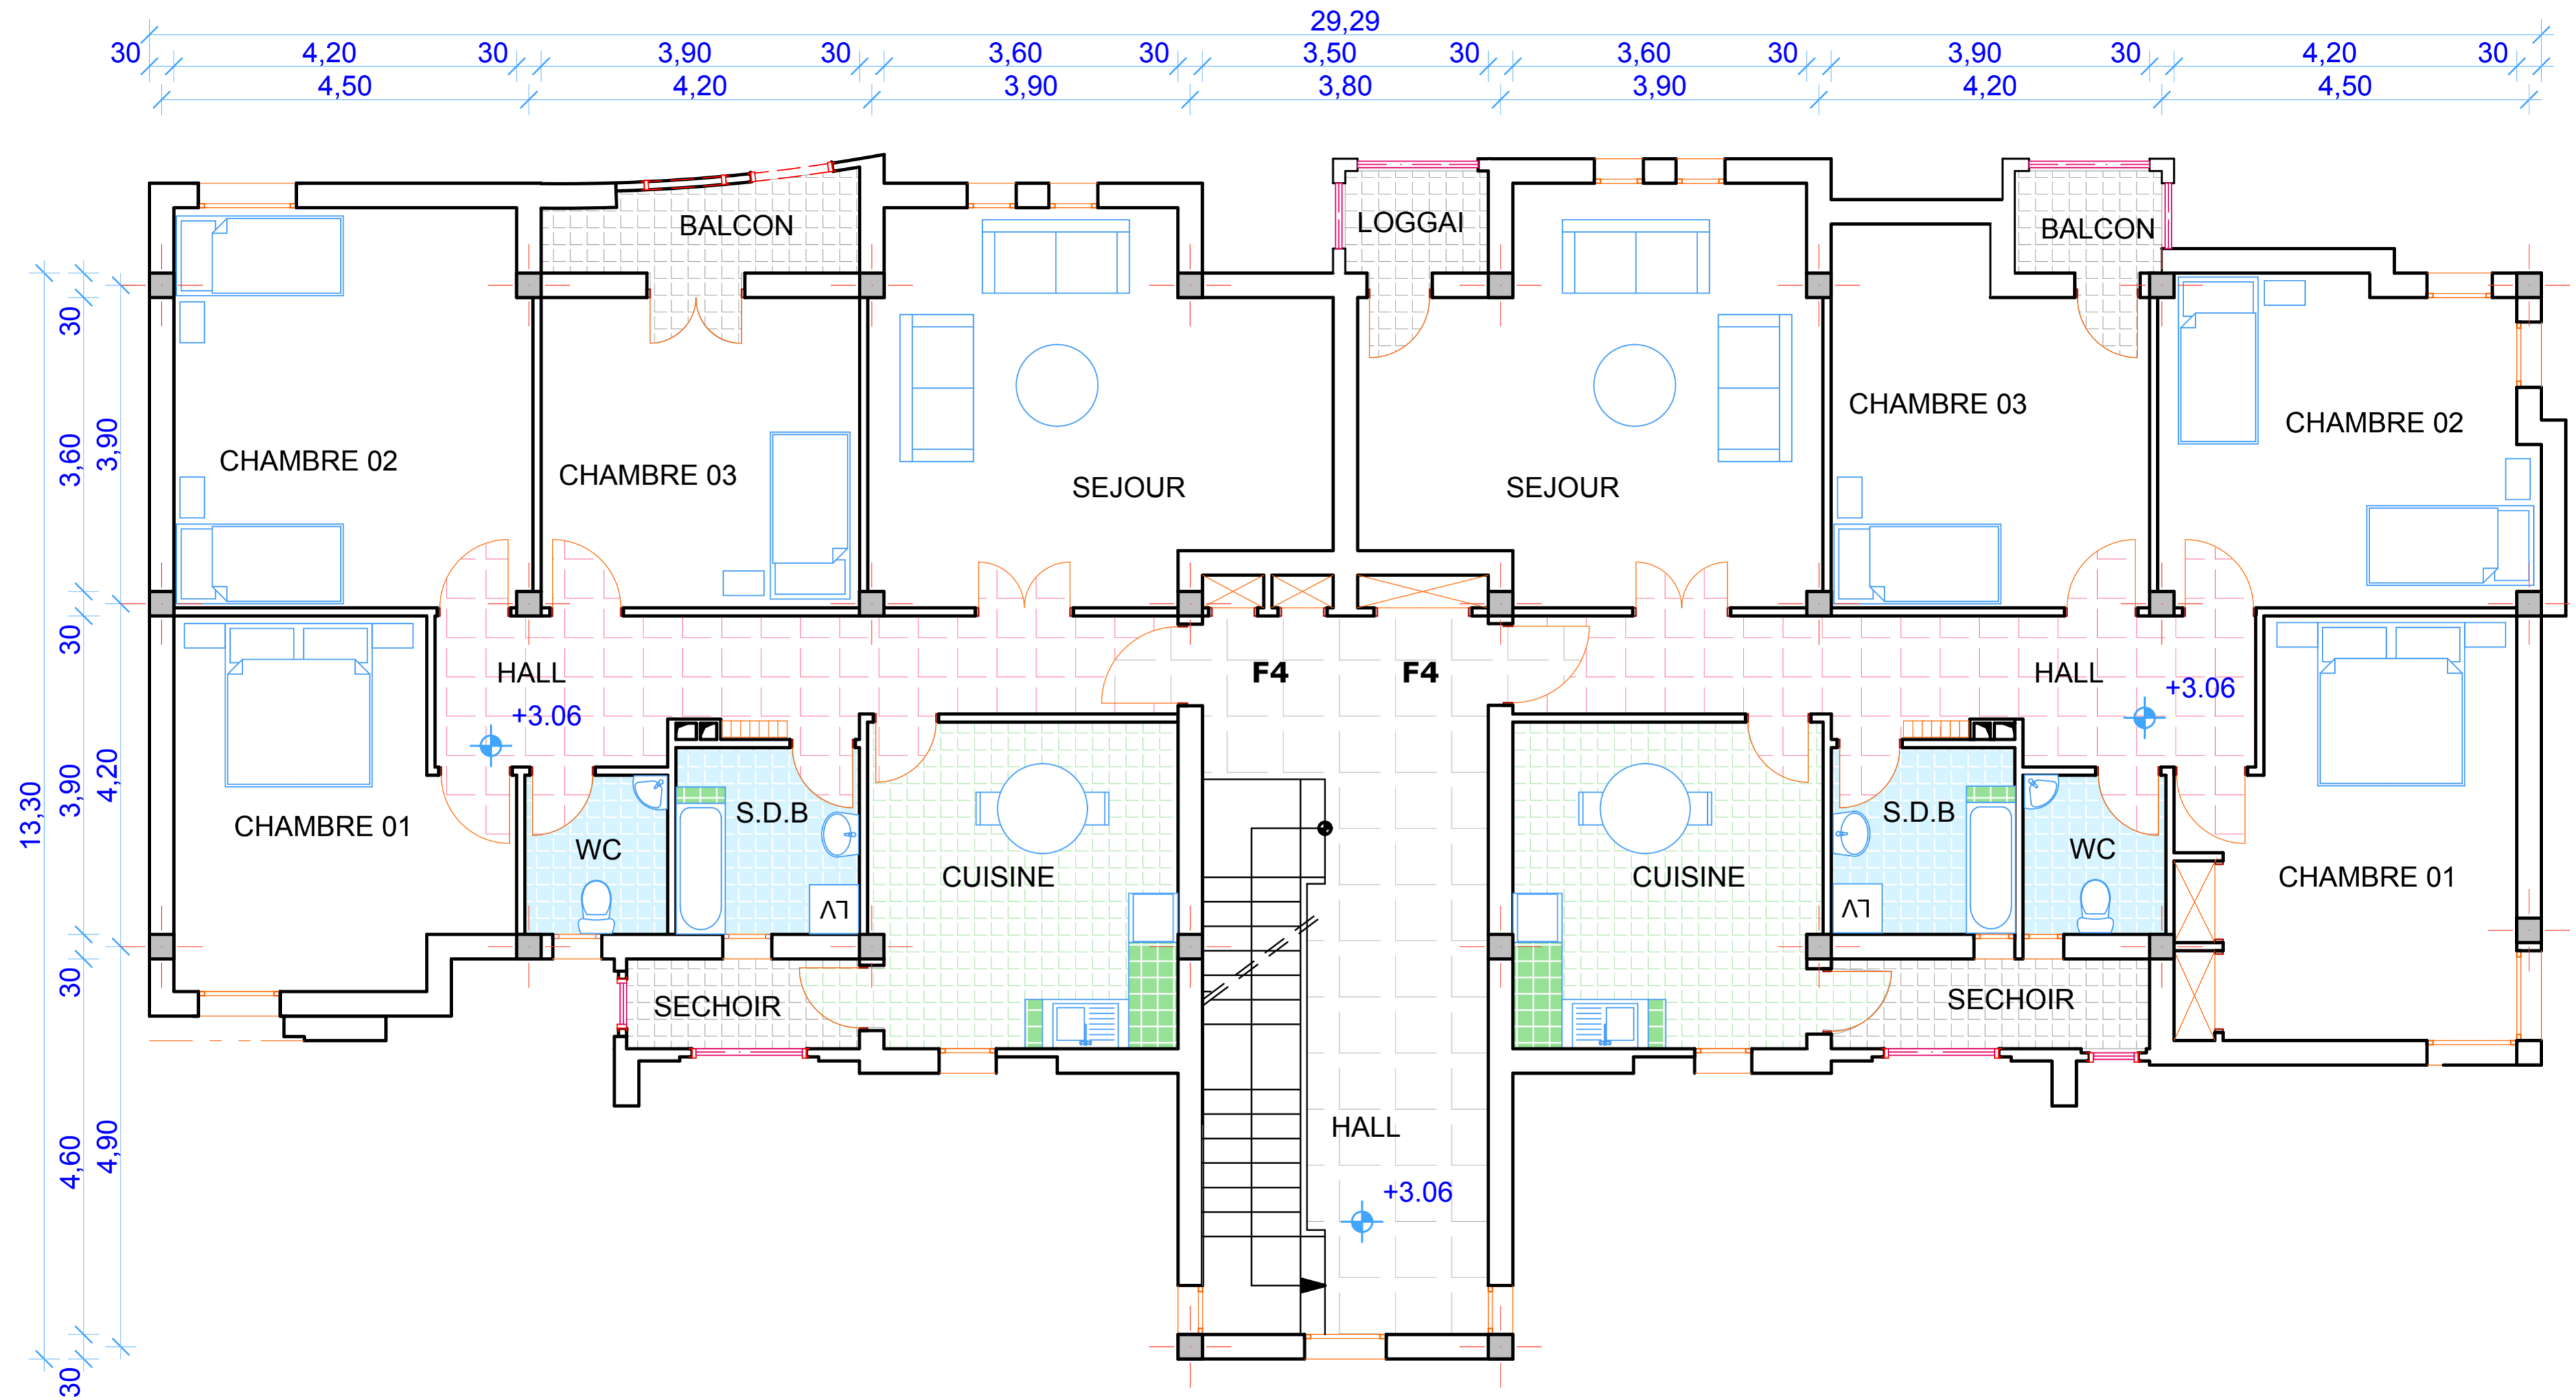 29,29
30 4,20 30 3,90 30 3,60 30 3,50 30 3,60 30 3,90 30 4,20 30
4,50 4,20 3,90 3,80 3,90 4,20 4,50
BALCON
LOGGAI
BALCON
30
3,60
3,90
30
3,90
4,20
13,30
30
4,60
4,90
30
CHAMBRE 02
CHAMBRE 03
SEJOUR
SEJOUR
CHAMBRE 03
CHAMBRE 02
HALL
+3.06
F4
F4
HALL
+3.06
CHAMBRE 01
WC
S.D.B
LV
CUISINE
CUISINE
S.D.B
LV
WC
CHAMBRE 01
SECHOIR
SECHOIR
HALL
+3.06